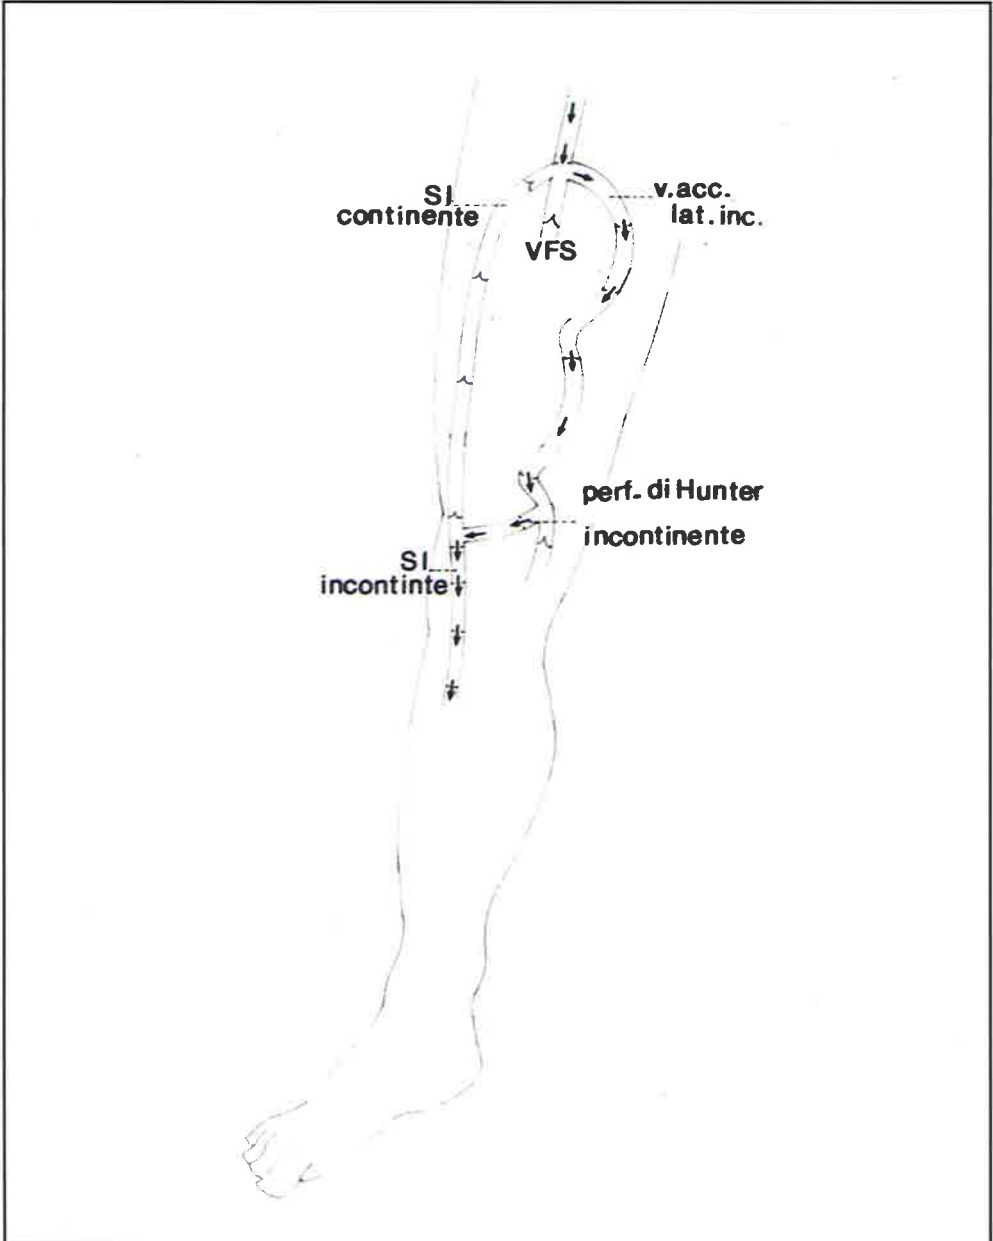 SI
continente
v.acc.
lat.inc.
VFS
perf. di Hunter
incontinente
SI
incontinte